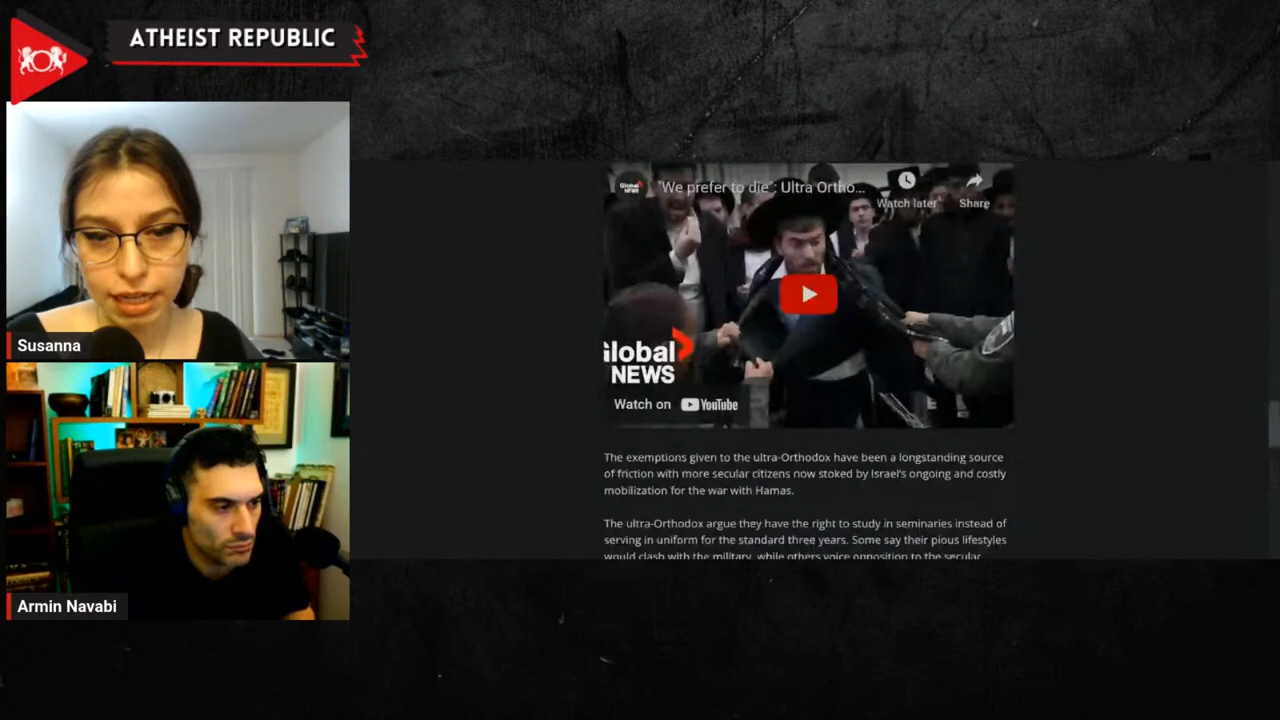 ATHEIST REPUBLIC
Susanna
Armin Navabi
Global NEWS
"We prefer to die": Ultra Ortho...
Watch later
Share
Global
NEWS
Watch on YouTube
The exemptions given to the ultra-Orthodox have been a longstanding source
of friction with more secular citizens now stoked by Israel's ongoing and costly
mobilization for the war with Hamas.
The ultra-Orthodox argue they have the right to study in seminaries instead of
serving in uniform for the standard three years. Some say their pious lifestyles
would clash with the military, while others voice opposition to the secular